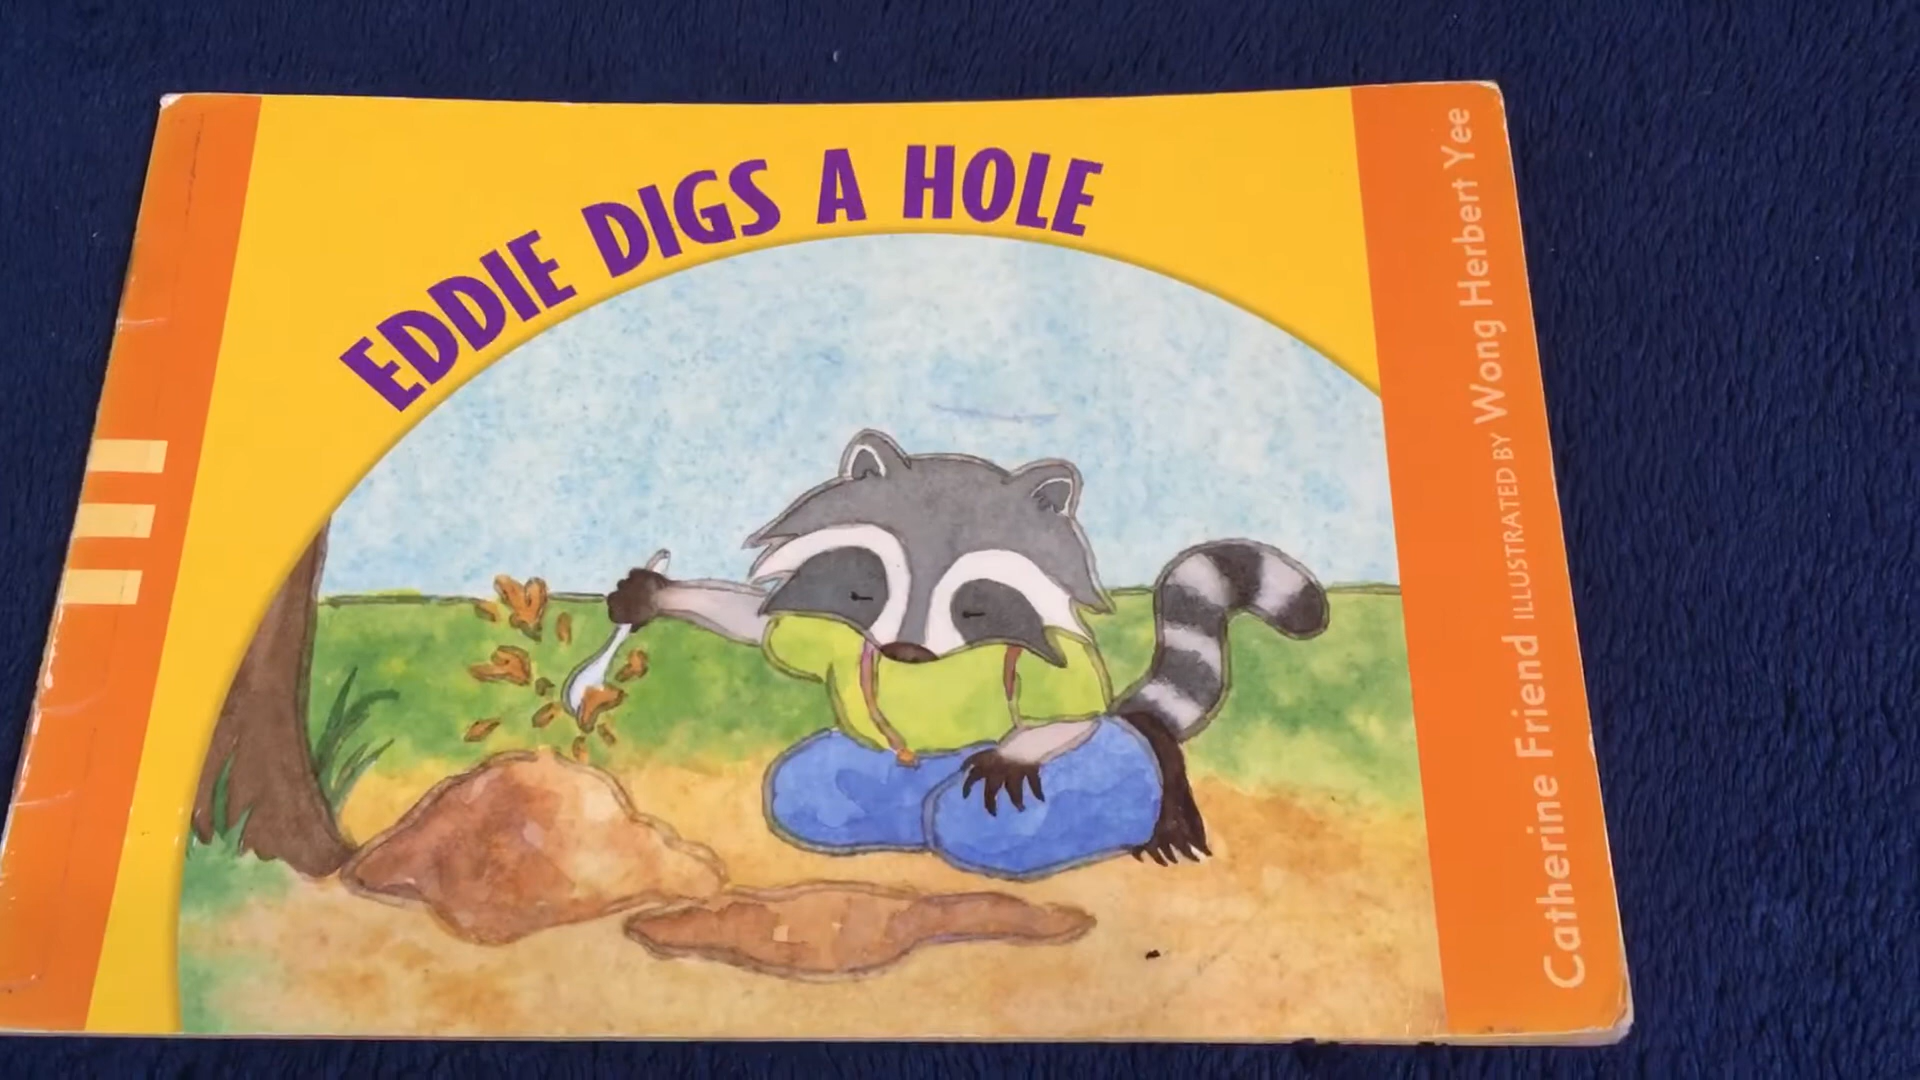 EDDIE DIGS A HOLE
Catherine Friend ILLUSTRATED BY Wong Herbert Yee